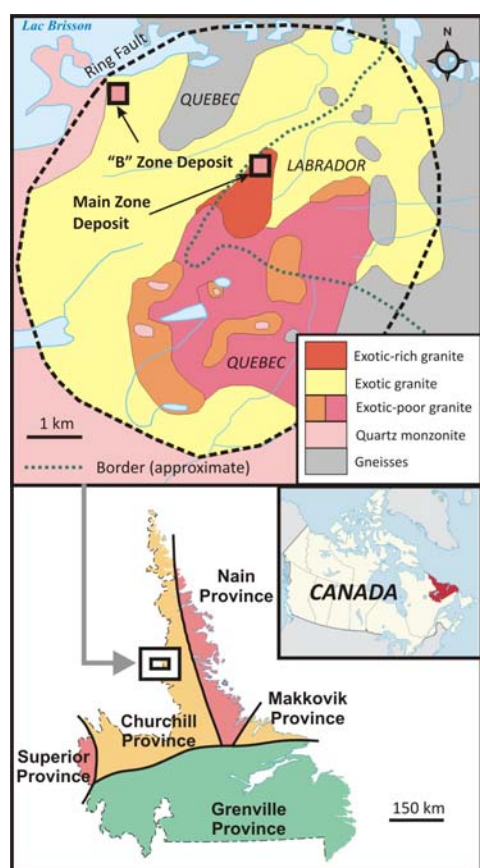 Lac Brisson
Ring Fault
N
QUEBEC
"B" Zone Deposit
LABRADOR
Main Zone
Deposit
QUEBEC
1 km
Border (approximate)
Exotic-rich granite
Exotic granite
Exotic-poor granite
Quartz monzonite
Gneisses
CANADA
Nain
Province
Makkovik
Province
Churchill
Province
Superior
Province
Grenville
Province
150 km